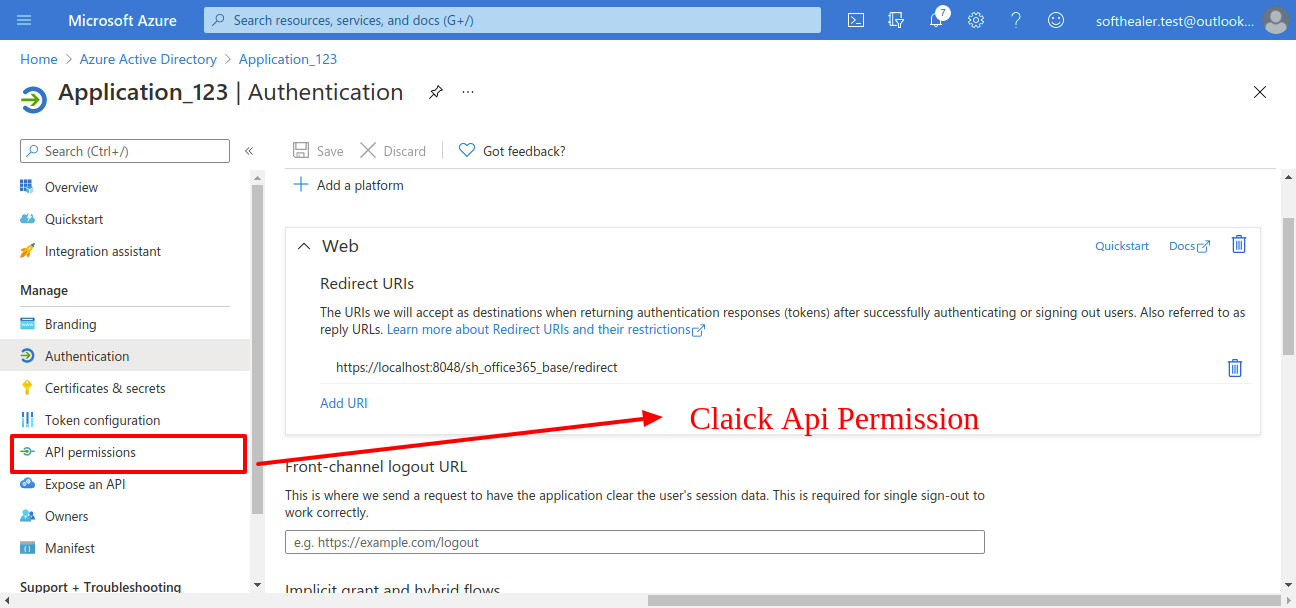 Microsoft Azure
Search resources, services, and docs (G+/)
7
softhealer.test@outlook...
Home > Azure Active Directory > Application_123
Application_123 | Authentication
...
Search (Ctrl+/)
«
Save
Discard
Got feedback?
Overview
Quickstart
Integration assistant
Manage
Branding
Authentication
Certificates & secrets
Token configuration
API permissions
Expose an API
Owners
Manifest
Support + Troubleshooting
Add a platform
Web
Quickstart
Docs
Redirect URIs
The URIs we will accept as destinations when returning authentication responses (tokens) after successfully authenticating or signing out users. Also referred to as
reply URLs. Learn more about Redirect URIs and their restrictions
https://localhost:8048/sh_office365_base/redirect
Add URI
Claick Api Permission
Front-channel logout URL
This is where we send a request to have the application clear the user's session data. This is required for single sign-out to
work correctly.
e.g. https://example.com/logout
Implicit grant and hybrid flows